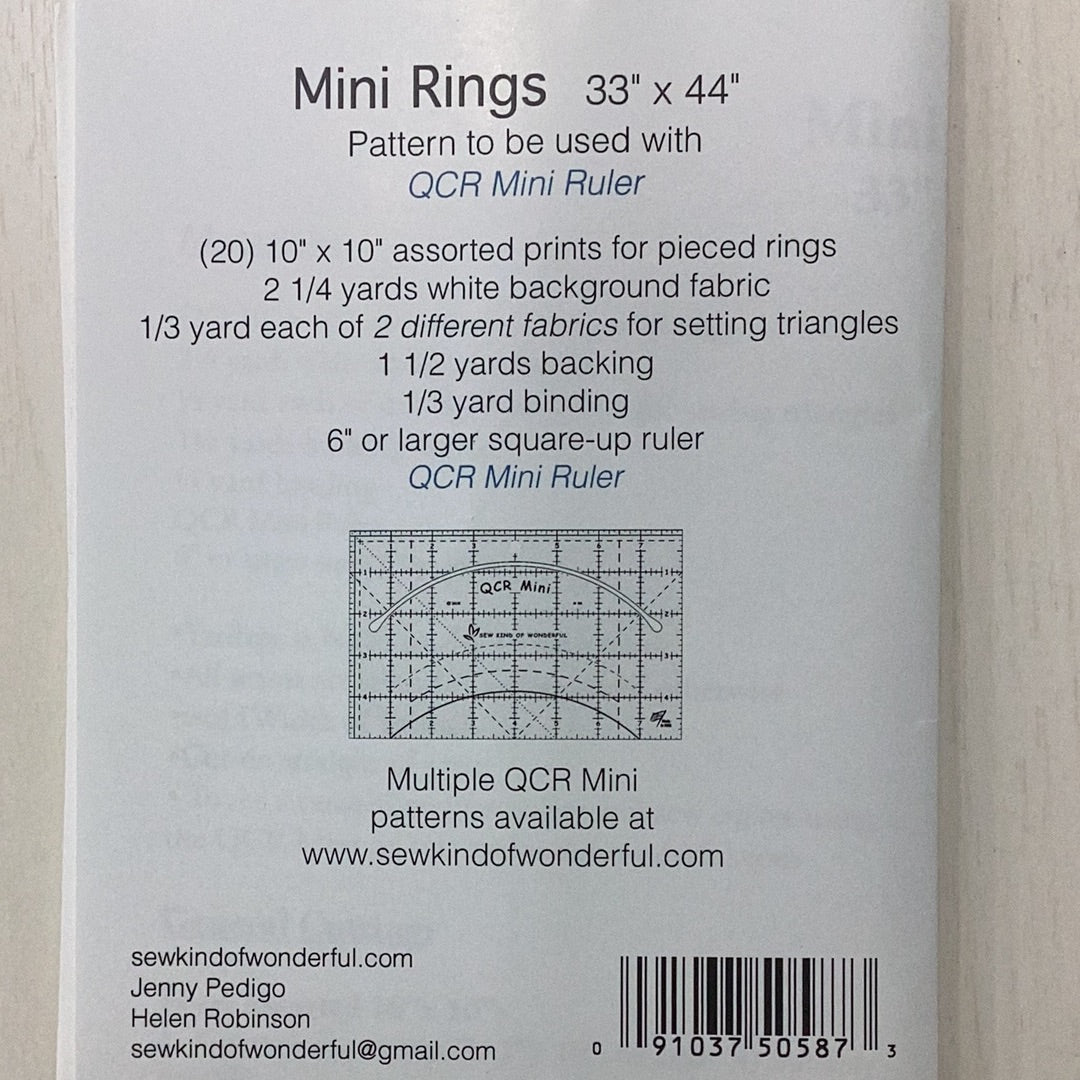 Mini Rings 33" x 44"
Pattern to be used with
QCR Mini Ruler
(20) 10" x 10" assorted prints for pieced rings
2 1/4 yards white background fabric
1/3 yard each of 2 different fabrics for setting triangles
1 1/2 yards backing
1/3 yard binding
6" or larger square-up ruler
QCR Mini Ruler
QCR Mini
SEW KIND OF WONDERFUL
Multiple QCR Mini
patterns available at
www.sewkindofwonderful.com
sewkindofwonderful.com
Jenny Pedigo
Helen Robinson
sewkindofwonderful@gmail.com
0 91037 50587 3